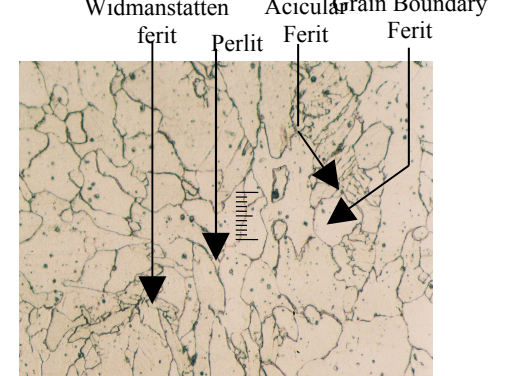 Widmanstatten
ferit
Perlit
Acicular
Ferit
Grain Boundary
Ferit